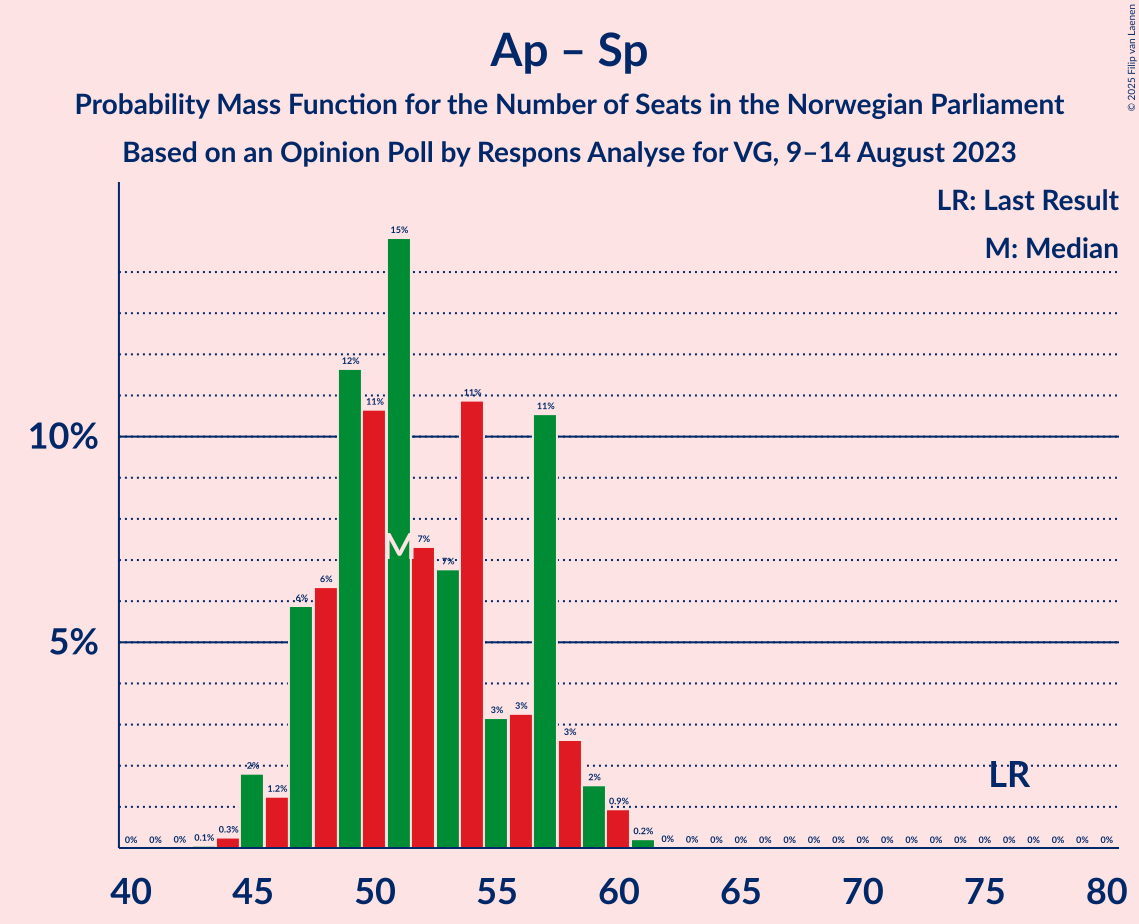 Ap – Sp
Probability Mass Function for the Number of Seats in the Norwegian Parliament
Based on an Opinion Poll by Respons Analyse for VG, 9–14 August 2023
© 2025 Filip van Laenen
LR: Last Result
M: Median
10%
5%
0% 0% 0% 0.1% 0.3% 2% 1.2% 6% 6% 12% 11% 15% 7% 7% 11% 3% 3% 11% 3% 2% 0.9% 0.2% 0% 0% 0% 0% 0% 0% 0% 0% 0% 0% 0% 0% 0% 0% 0% 0% 0% 0% 0%
M
LR
40 45 50 55 60 65 70 75 80